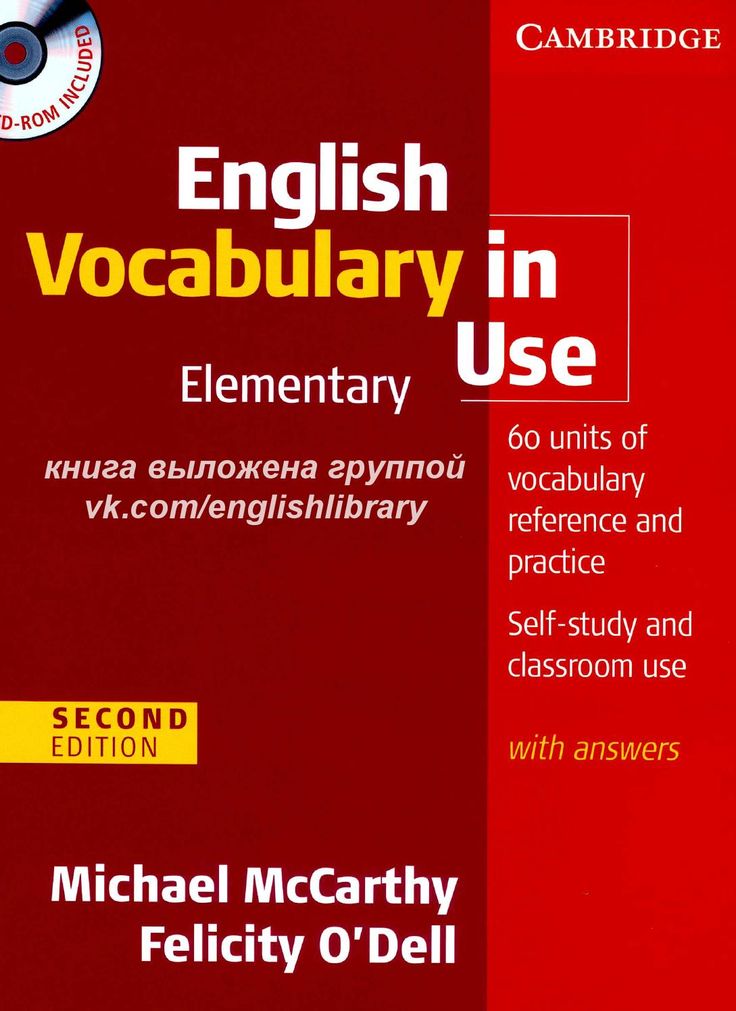 CD-ROM INCLUDED
CAMBRIDGE
English
Vocabulary in
Use
Elementary
книга выложена группой
vk.com/englishlibrary
60 units of
vocabulary
reference and
practice
Self-study and
classroom use
with answers
SECOND
EDITION
Michael McCarthy
Felicity O'Dell